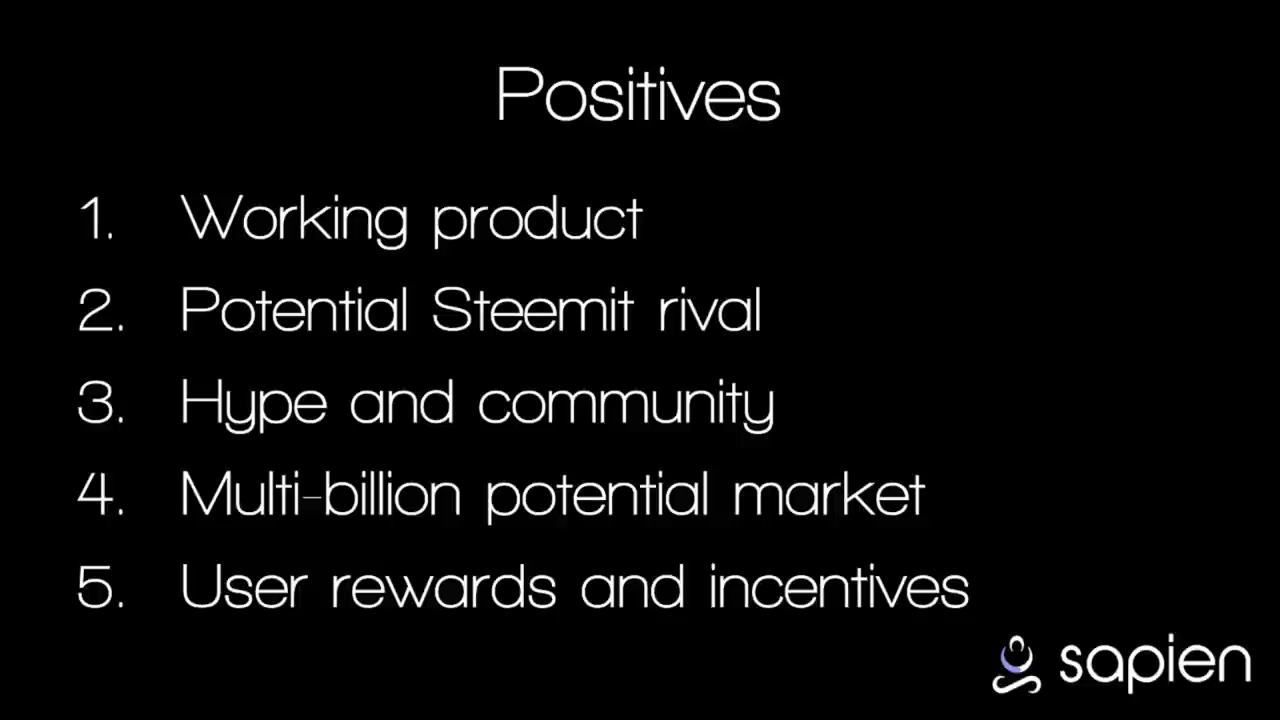 Positives
1. Working product
2. Potential Steemit rival
3. Hype and community
4. Multi-billion potential market
5. User rewards and incentives
sapien